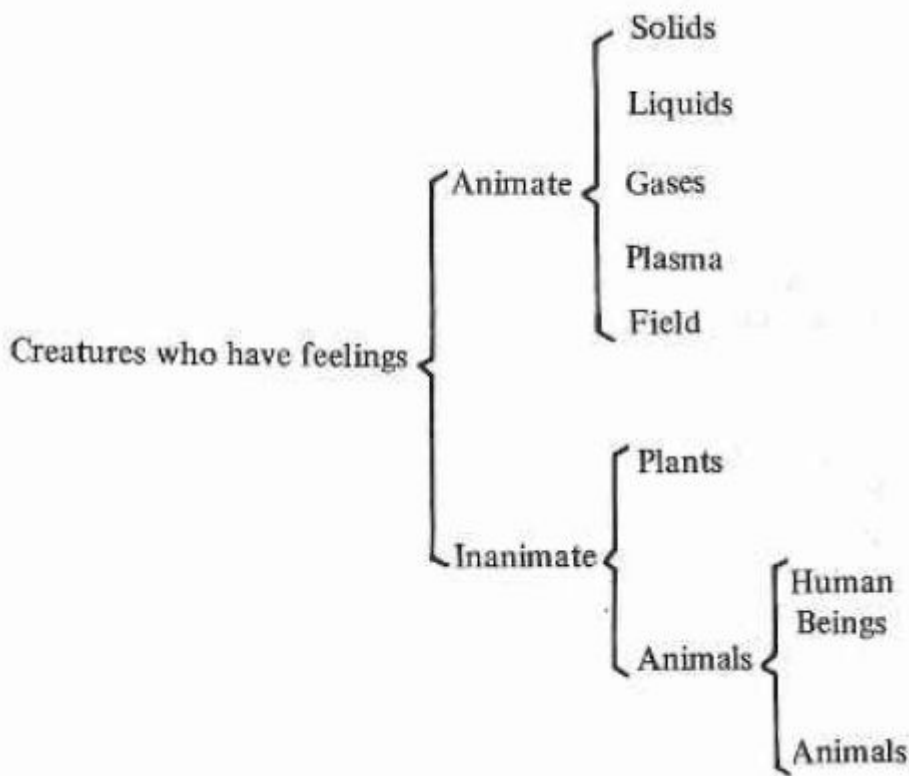 Solids
Liquids
Animate
Gases
Plasma
Field
Creatures who have feelings
Plants
Inanimate
Human
Beings
Animals
Animals